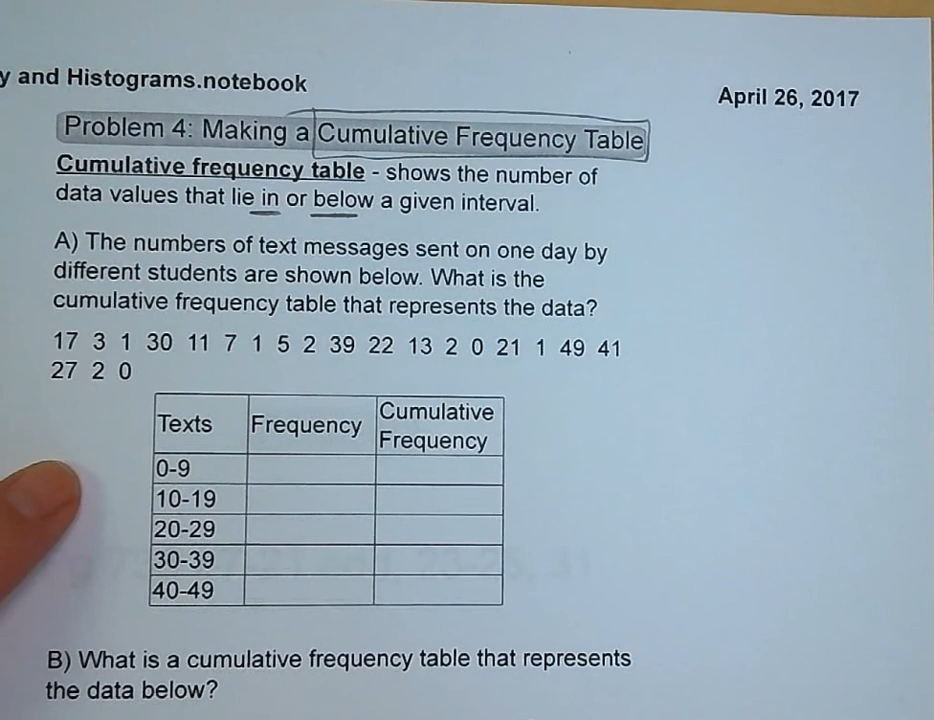 y and Histograms.notebook
April 26, 2017
Problem 4: Making a Cumulative Frequency Table
Cumulative frequency table - shows the number of
data values that lie in or below a given interval.
A) The numbers of text messages sent on one day by
different students are shown below. What is the
cumulative frequency table that represents the data?
17 3 1 30 11 7 1 5 2 39 22 13 2 0 21 1 49 41
27 2 0
Texts Frequency Cumulative Frequency
0-9
10-19
20-29
30-39
40-49
B) What is a cumulative frequency table that represents
the data below?